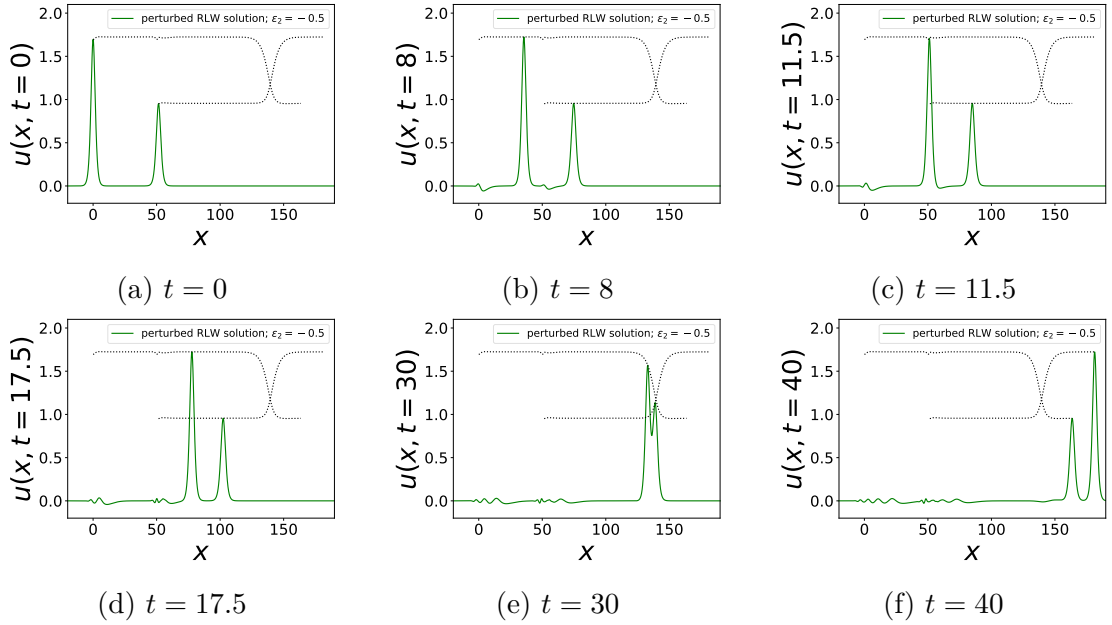 perturbed RLW solution; ε₂ = −0.5
2.0
1.5
1.0
0.5
0.0
u(x, t = 0)
0 50 100 150
x
(a) t = 0
perturbed RLW solution; ε₂ = −0.5
2.0
1.5
1.0
0.5
0.0
u(x, t = 8)
0 50 100 150
x
(b) t = 8
perturbed RLW solution; ε₂ = −0.5
2.0
1.5
1.0
0.5
0.0
u(x, t = 11.5)
0 50 100 150
x
(c) t = 11.5
perturbed RLW solution; ε₂ = −0.5
2.0
1.5
1.0
0.5
0.0
u(x, t = 17.5)
0 50 100 150
x
(d) t = 17.5
perturbed RLW solution; ε₂ = −0.5
2.0
1.5
1.0
0.5
0.0
u(x, t = 30)
0 50 100 150
x
(e) t = 30
perturbed RLW solution; ε₂ = −0.5
2.0
1.5
1.0
0.5
0.0
u(x, t = 40)
0 50 100 150
x
(f) t = 40